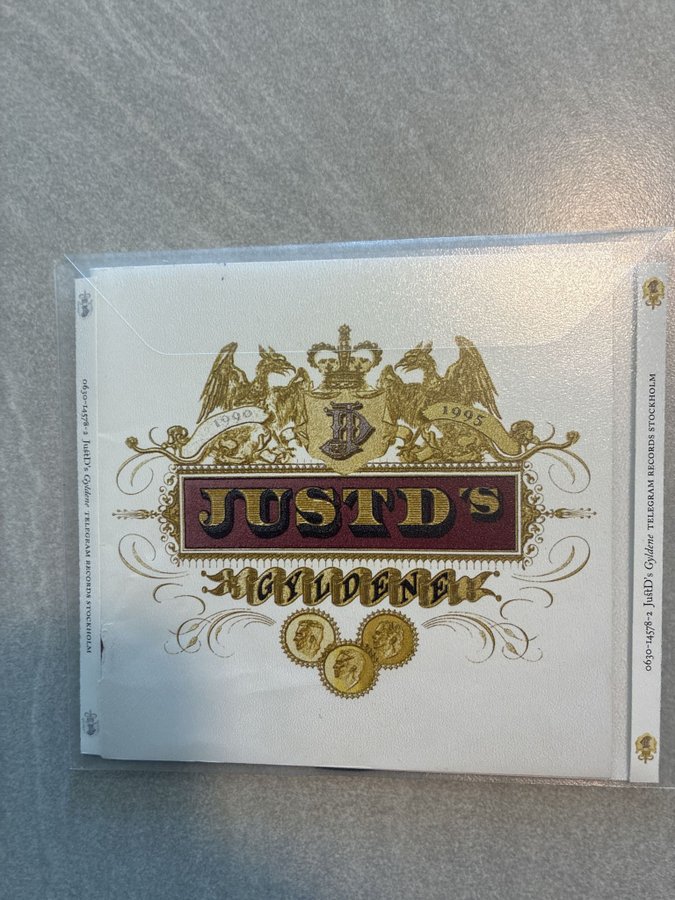 1990
1995
JD
JUSTD's
GYLDENE
0630-14578-2 JustD's Gyldene TELEGRAM RECORDS STOCKHOLM
0630-14578-2 JustD's Gyldene TELEGRAM RECORDS STOCKHOLM